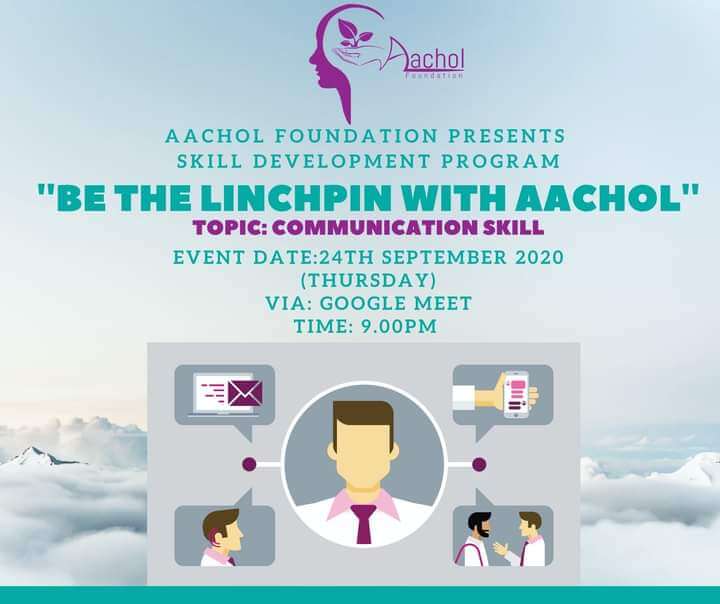 Aachol
Foundation
AACHOL FOUNDATION PRESENTS
SKILL DEVELOPMENT PROGRAM
"BE THE LINCHPIN WITH AACHOL"
TOPIC: COMMUNICATION SKILL
EVENT DATE:24TH SEPTEMBER 2020
(THURSDAY)
VIA: GOOGLE MEET
TIME: 9.00PM